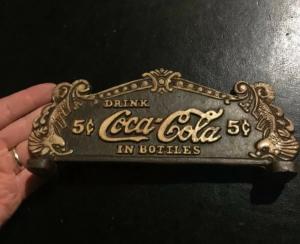 DRINK
5¢ Coca-Cola 5¢
IN BOTTLES